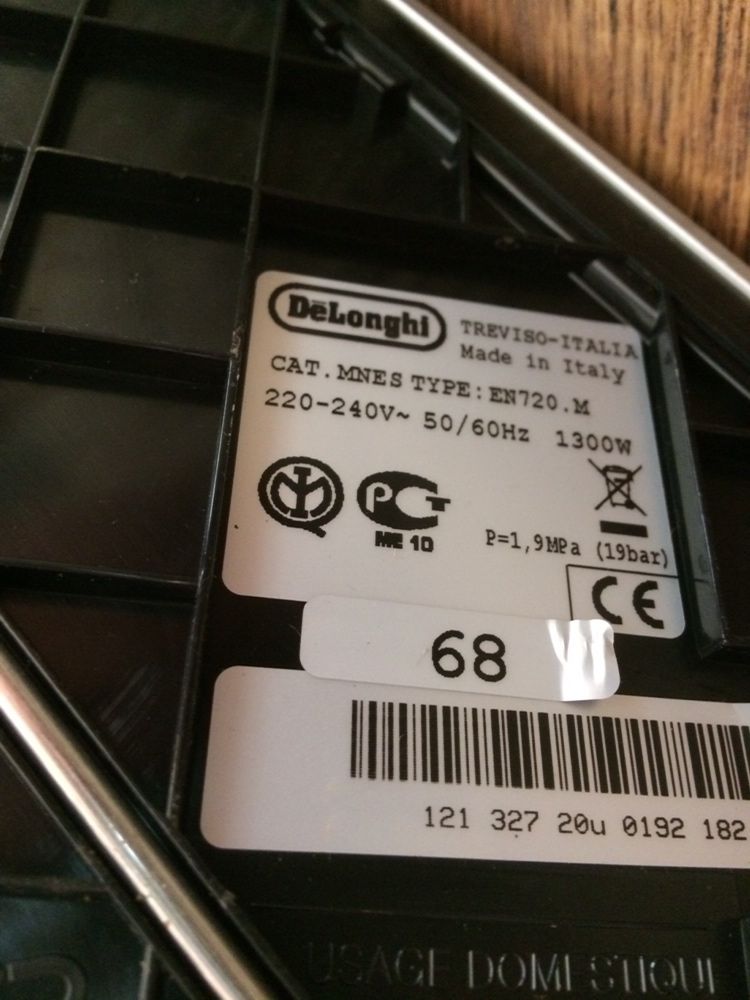 DeLonghi
TREVISO-ITALIA
Made in Italy
CAT. MNES TYPE: EN720.M
220-240V~ 50/60Hz 1300W
PCT
ME 10
P=1,9MPa (19bar)
CE
68
121 327 20u 0192 182
USAGE DOMESTIQUE